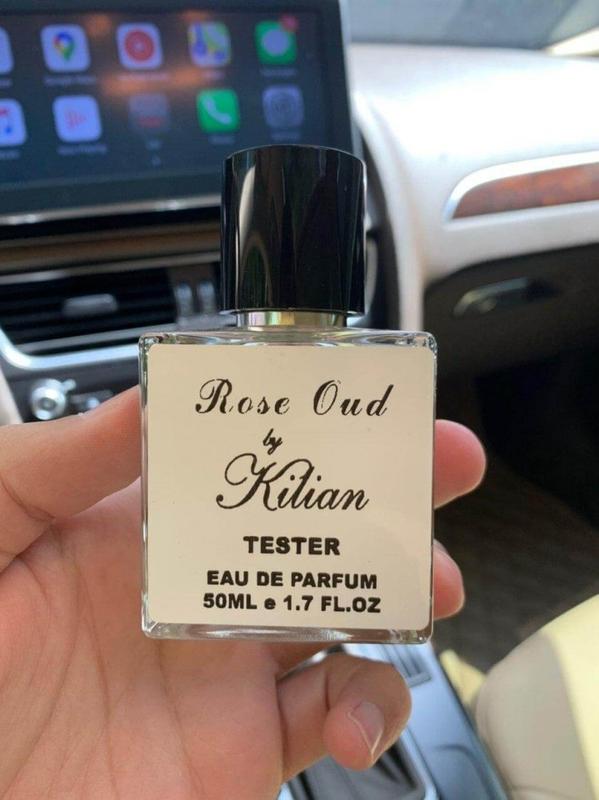 Rose Oud
by
Kilian
TESTER
EAU DE PARFUM
50ML e 1.7 FL.OZ